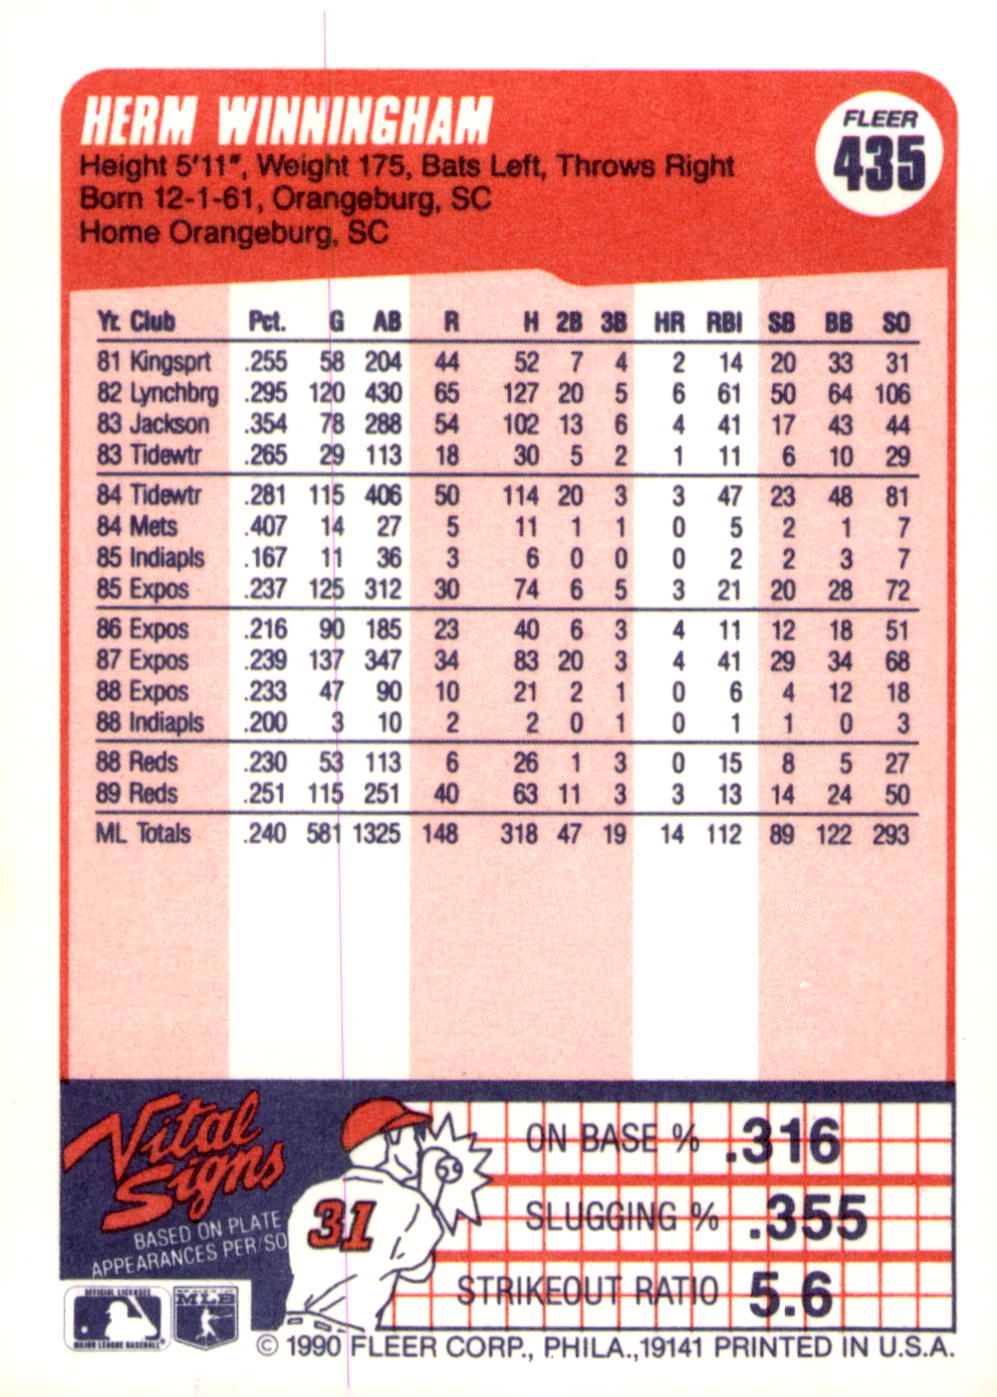 HERM WINNINGHAM
FLEER
435
Height 5'11", Weight 175, Bats Left, Throws Right
Born 12-1-61, Orangeburg, SC
Home Orangeburg, SC
Yr. Club Pct. G AB R H 2B 3B HR RBI SB BB SO
81 Kingsprt .255 58 204 44 52 7 4 2 14 20 33 31
82 Lynchbrg .295 120 430 65 127 20 5 6 61 50 64 106
83 Jackson .354 78 288 54 102 13 6 4 41 17 43 44
83 Tidewtr .265 29 113 18 30 5 2 1 11 6 10 29
84 Tidewtr .281 115 406 50 114 20 3 3 47 23 48 81
84 Mets .407 14 27 5 11 1 1 0 5 2 1 7
85 Indiapls .167 11 36 3 6 0 0 0 2 2 3 7
85 Expos .237 125 312 30 74 6 5 3 21 20 28 72
86 Expos .216 90 185 23 40 6 3 4 11 12 18 51
87 Expos .239 137 347 34 83 20 3 4 41 29 34 68
88 Expos .233 47 90 10 21 2 1 0 6 4 12 18
88 Indiapls .200 3 10 2 2 0 1 0 1 1 0 3
88 Reds .230 53 113 6 26 1 3 0 15 8 5 27
89 Reds .251 115 251 40 63 11 3 3 13 14 24 50
ML Totals .240 581 1325 148 318 47 19 14 112 89 122 293
Vital
Signs
BASED ON PLATE
APPEARANCES PER/SO
31
ON BASE % .316
SLUGGING % .355
STRIKEOUT RATIO 5.6
OFFICIAL LICENSEE
MAJOR LEAGUE BASEBALL
MLB
© 1990 FLEER CORP., PHILA., 19141 PRINTED IN U.S.A.